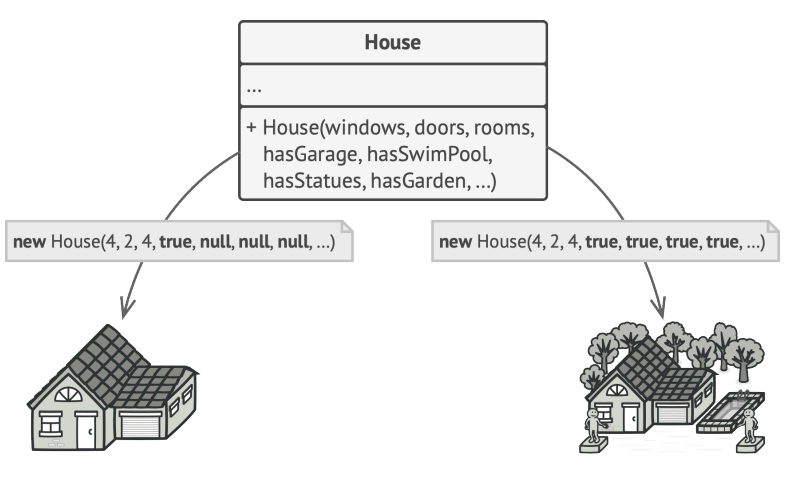 House
...
+ House(windows, doors, rooms,
hasGarage, hasSwimPool,
hasStatues, hasGarden, ...)
new House(4, 2, 4, true, null, null, null, ...)
new House(4, 2, 4, true, true, true, true, ...)